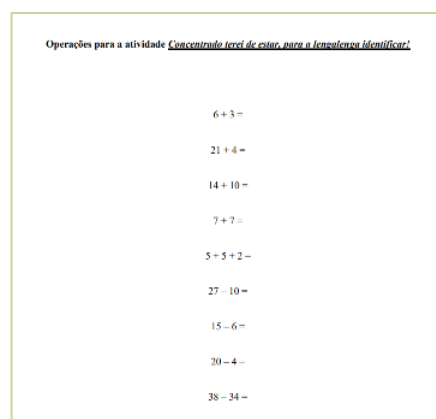 Operações para a atividade Concentrado terei de estar, para a lengalenga identificar!
6 + 3 =
21 + 4 =
14 + 10 =
7 + 7 =
5 + 5 + 2 =
27 – 10 =
15 – 6 =
20 – 4 =
38 – 34 =